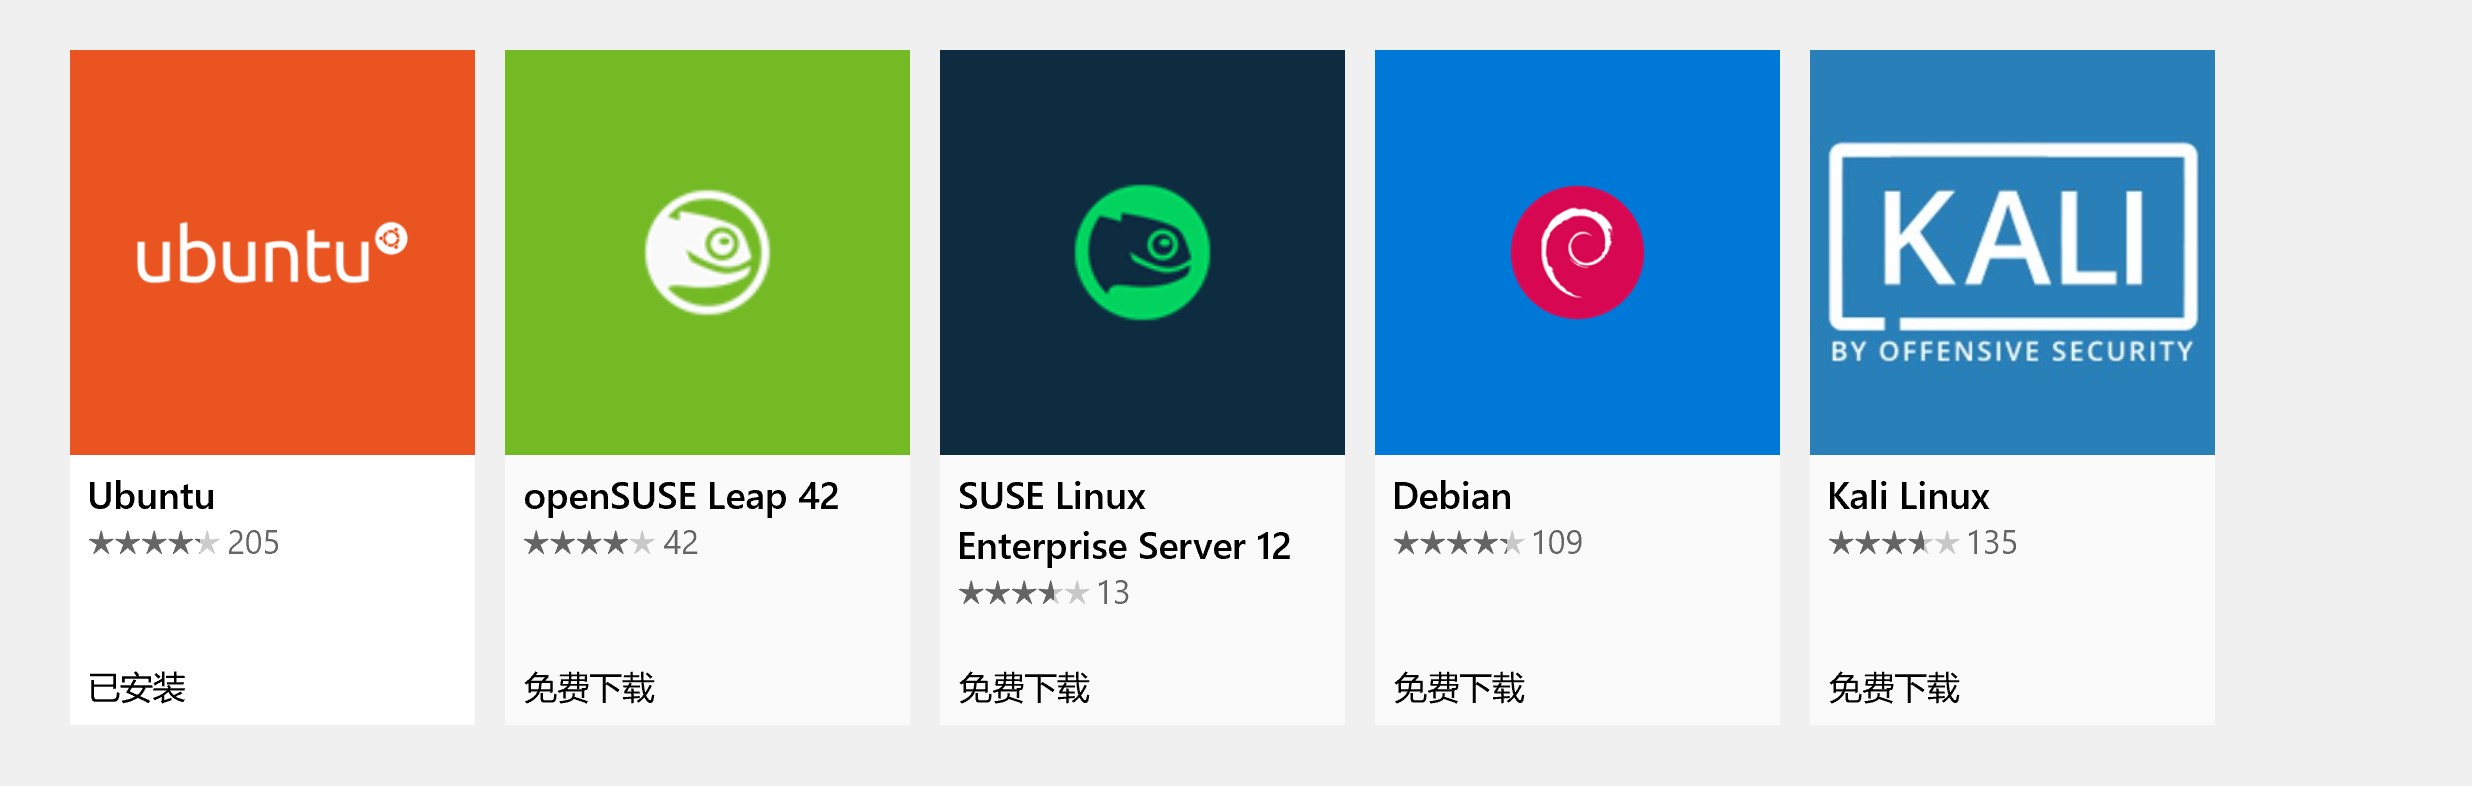 ubuntu
KALI
BY OFFENSIVE SECURITY
Ubuntu
205
已安装
openSUSE Leap 42
42
免费下载
SUSE Linux
Enterprise Server 12
13
免费下载
Debian
109
免费下载
Kali Linux
135
免费下载